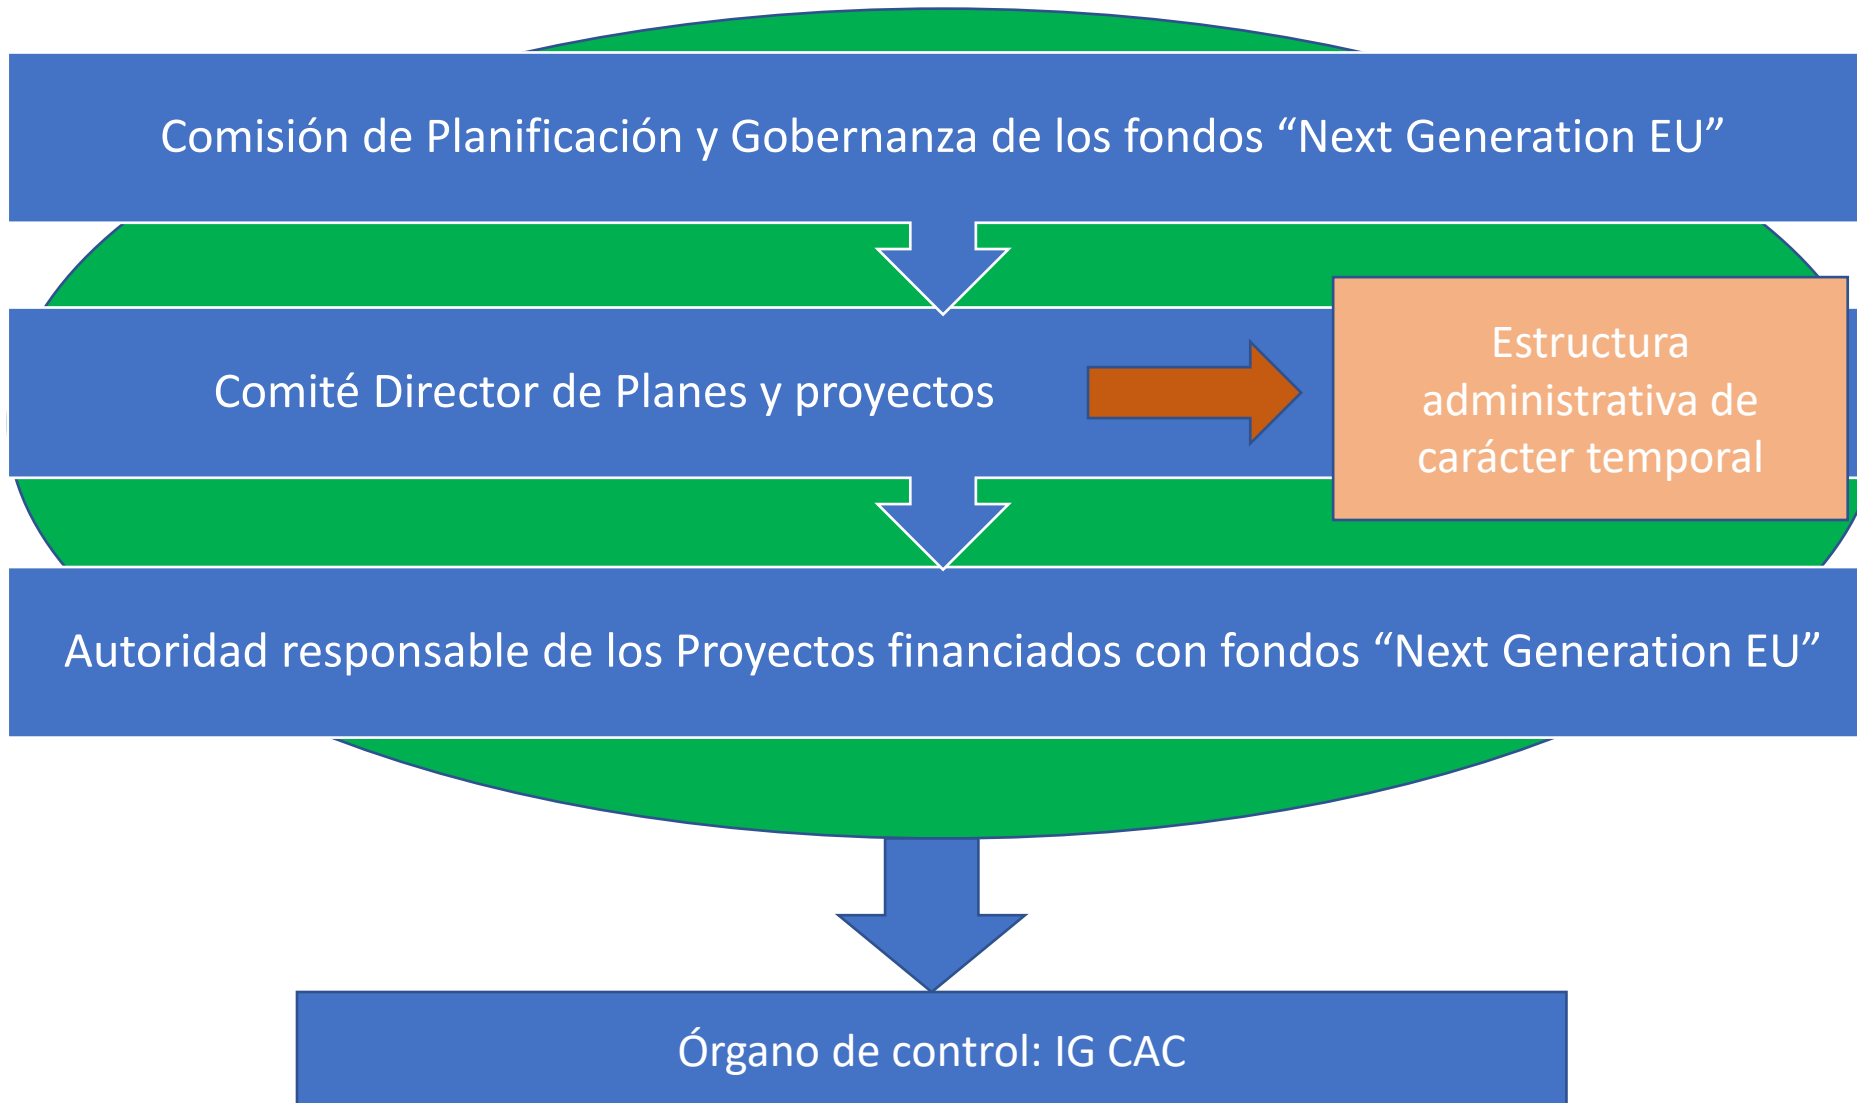 Comisión de Planificación y Gobernanza de los fondos “Next Generation EU”
Comité Director de Planes y proyectos
Estructura
administrativa de
carácter temporal
Autoridad responsable de los Proyectos financiados con fondos “Next Generation EU”
Órgano de control: IG CAC